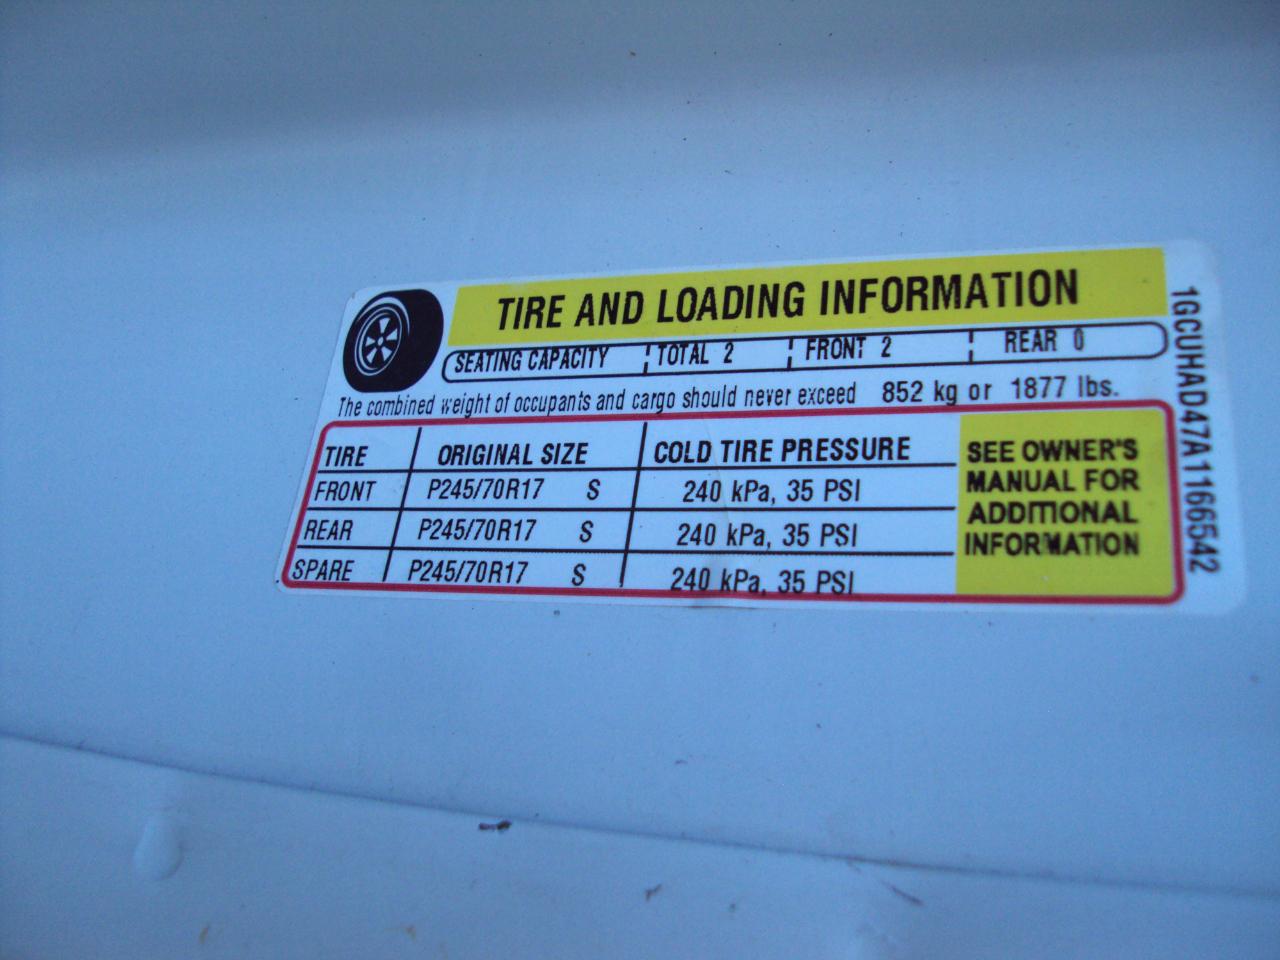 TIRE AND LOADING INFORMATION
SEATING CAPACITY TOTAL 2 FRONT 2 REAR 0
The combined weight of occupants and cargo should never exceed 852 kg or 1877 lbs.
TIRE ORIGINAL SIZE COLD TIRE PRESSURE
FRONT P245/70R17 S 240 kPa, 35 PSI
REAR P245/70R17 S 240 kPa, 35 PSI
SPARE P245/70R17 S 240 kPa, 35 PSI
SEE OWNER'S
MANUAL FOR
ADDITIONAL
INFORMATION
1GCUHAD47A1166542